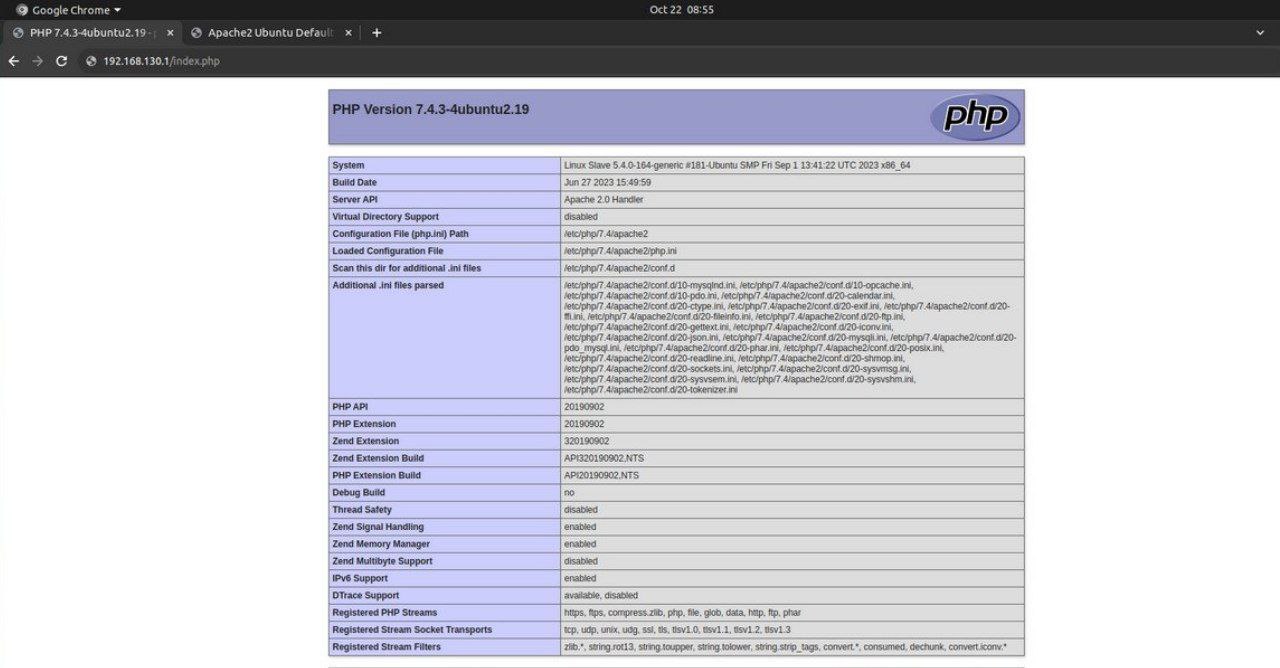 Google Chrome
Oct 22 08:55
PHP 7.4.3-4ubuntu2.19 - p
Apache2 Ubuntu Default
192.168.130.1/index.php
PHP Version 7.4.3-4ubuntu2.19
php
System Linux Slave 5.4.0-164-generic #181-Ubuntu SMP Fri Sep 1 13:41:22 UTC 2023 x86_64
Build Date Jun 27 2023 15:49:59
Server API Apache 2.0 Handler
Virtual Directory Support disabled
Configuration File (php.ini) Path /etc/php/7.4/apache2
Loaded Configuration File /etc/php/7.4/apache2/php.ini
Scan this dir for additional .ini files /etc/php/7.4/apache2/conf.d
Additional .ini files parsed /etc/php/7.4/apache2/conf.d/10-mysqlnd.ini, /etc/php/7.4/apache2/conf.d/10-opcache.ini,
/etc/php/7.4/apache2/conf.d/10-pdo.ini, /etc/php/7.4/apache2/conf.d/20-calendar.ini,
/etc/php/7.4/apache2/conf.d/20-ctype.ini, /etc/php/7.4/apache2/conf.d/20-exif.ini, /etc/php/7.4/apache2/conf.d/20-
ffi.ini, /etc/php/7.4/apache2/conf.d/20-fileinfo.ini, /etc/php/7.4/apache2/conf.d/20-ftp.ini,
/etc/php/7.4/apache2/conf.d/20-gettext.ini, /etc/php/7.4/apache2/conf.d/20-iconv.ini,
/etc/php/7.4/apache2/conf.d/20-json.ini, /etc/php/7.4/apache2/conf.d/20-mysqli.ini, /etc/php/7.4/apache2/conf.d/20-
pdo_mysql.ini, /etc/php/7.4/apache2/conf.d/20-phar.ini, /etc/php/7.4/apache2/conf.d/20-posix.ini,
/etc/php/7.4/apache2/conf.d/20-readline.ini, /etc/php/7.4/apache2/conf.d/20-shmop.ini,
/etc/php/7.4/apache2/conf.d/20-sockets.ini, /etc/php/7.4/apache2/conf.d/20-sysvmsg.ini,
/etc/php/7.4/apache2/conf.d/20-sysvsem.ini, /etc/php/7.4/apache2/conf.d/20-sysvshm.ini,
/etc/php/7.4/apache2/conf.d/20-tokenizer.ini
PHP API 20190902
PHP Extension 20190902
Zend Extension 320190902
Zend Extension Build API320190902,NTS
PHP Extension Build API20190902,NTS
Debug Build no
Thread Safety disabled
Zend Signal Handling enabled
Zend Memory Manager enabled
Zend Multibyte Support disabled
IPv6 Support enabled
DTrace Support available, disabled
Registered PHP Streams https, ftps, compress.zlib, php, file, glob, data, http, ftp, phar
Registered Stream Socket Transports tcp, udp, unix, udg, ssl, tls, tlsv1.0, tlsv1.1, tlsv1.2, tlsv1.3
Registered Stream Filters zlib.*, string.rot13, string.toupper, string.tolower, string.strip_tags, convert.*, consumed, dechunk, convert.iconv.*